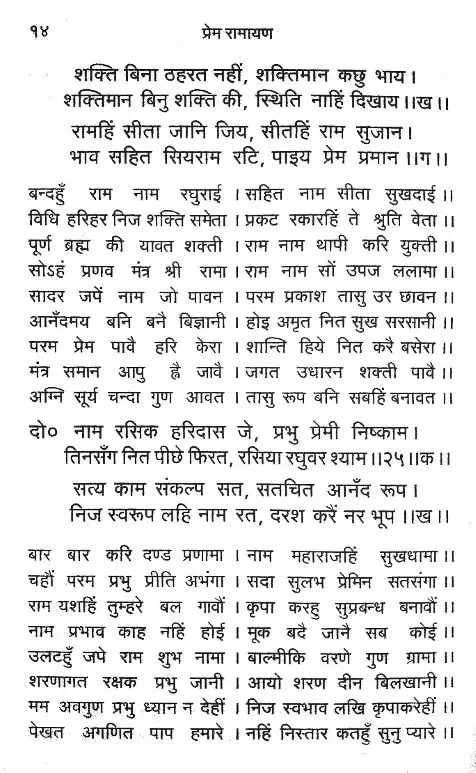 १४ प्रेम रामायण
शक्ति बिना ठहरत नहीं, शक्तिमान कछु भाय ।
शक्तिमान बिनु शक्ति की, स्थिति नाहिं दिखाय ।।ख।।
रामहिं सीता जानि जिय, सीतहिं राम सुजान ।
भाव सहित सियराम रटि, पाइय प्रेम प्रमान ।।ग।।
बन्दहुँ राम नाम रघुराई । सहित नाम सीता सुखदाई ।।
विधि हरिहर निज शक्ति समेता । प्रकट रकारहिं ते श्रुति वेता ।।
पूर्ण ब्रह्म की यावत शक्ती । राम नाम थापी करि युक्ती ।।
सोऽहं प्रणव मंत्र श्री रामा । राम नाम सों उपज ललामा ।।
सादर जपें नाम जो पावन । परम प्रकाश तासु उर छावन ।।
आनँदमय बनि बनै बिज्ञानी । होइ अमृत नित सुख सरसानी ।।
परम प्रेम पावै हरि केरा । शान्ति हिये नित करै बसेरा ।।
मंत्र समान आपु ह्वै जावै । जगत उधारन शक्ती पावै ।।
अग्नि सूर्य चन्दा गुण आवत । तासु रूप बनि सबहिं बनावत ।।
दो० नाम रसिक हरिदास जे, प्रभु प्रेमी निष्काम ।
तिनसँग नित पीछे फिरत, रसिया रघुवर श्याम ।।२५।।क।।
सत्य काम संकल्प सत, सतचित आनँद रूप ।
निज स्वरूप लहि नाम रत, दरश करैं नर भूप ।।ख।।
बार बार करि दण्ड प्रणामा । नाम महाराजहिं सुखधामा ।।
चहौं परम प्रभु प्रीति अभंगा । सदा सुलभ प्रेमिन सतसंगा ।।
राम यशहिं तुम्हरे बल गावौं । कृपा करहु सुप्रबन्ध बनावौं ।।
नाम प्रभाव काह नहिं होई । मूक बदै जानै सब कोई ।।
उलटहुँ जपे राम शुभ नामा । बाल्मीकि वरणे गुण ग्रामा ।।
शरणागत रक्षक प्रभु जानी । आयो शरण दीन बिलखानी ।।
मम अवगुण प्रभु ध्यान न देहीं । निज स्वभाव लखि कृपाकरेहीं ।।
पेखत अगणित पाप हमारे । नहिं निस्तार कतहुँ सुनु प्यारे ।।